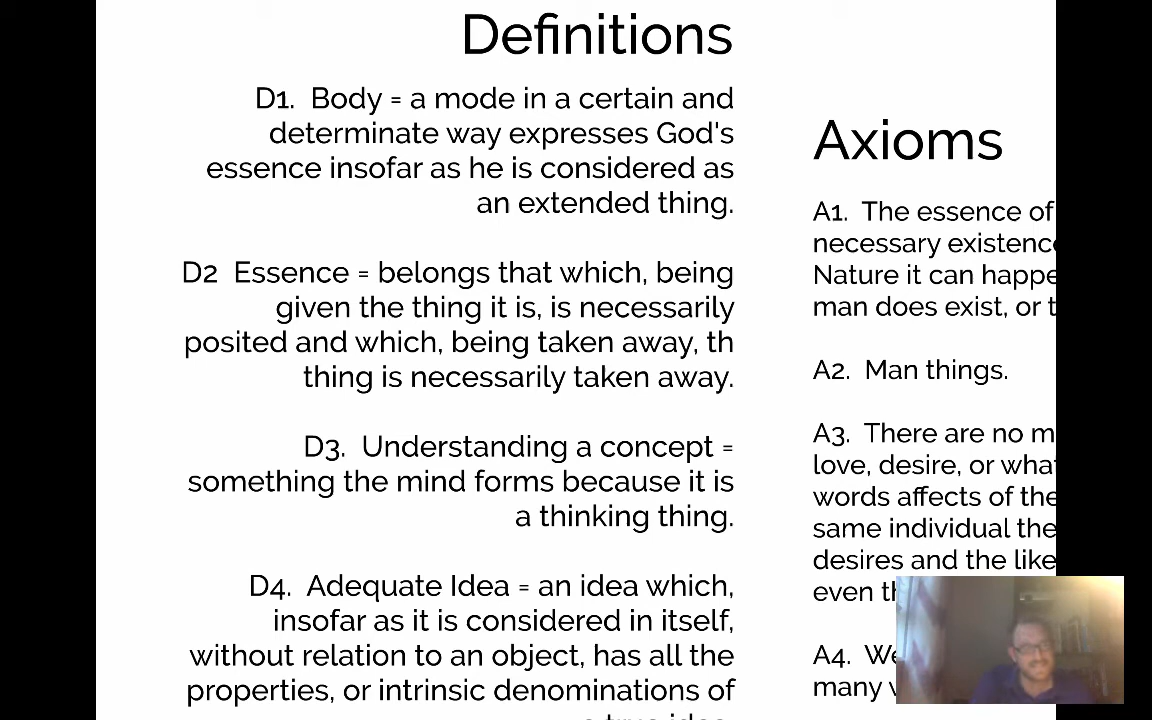 Definitions
D1. Body = a mode in a certain and
determinate way expresses God's
essence insofar as he is considered as
an extended thing.
D2 Essence = belongs that which, being
given the thing it is, is necessarily
posited and which, being taken away, th
thing is necessarily taken away.
D3. Understanding a concept =
something the mind forms because it is
a thinking thing.
D4. Adequate Idea = an idea which,
insofar as it is considered in itself,
without relation to an object, has all the
properties, or intrinsic denominations of
Axioms
A1. The essence of
necessary
Nature it can
man does exist, or
A2. Man things.
A3. There are no
love, desire, or
words affects of the
same individual
desires and the like
even
A4.
many